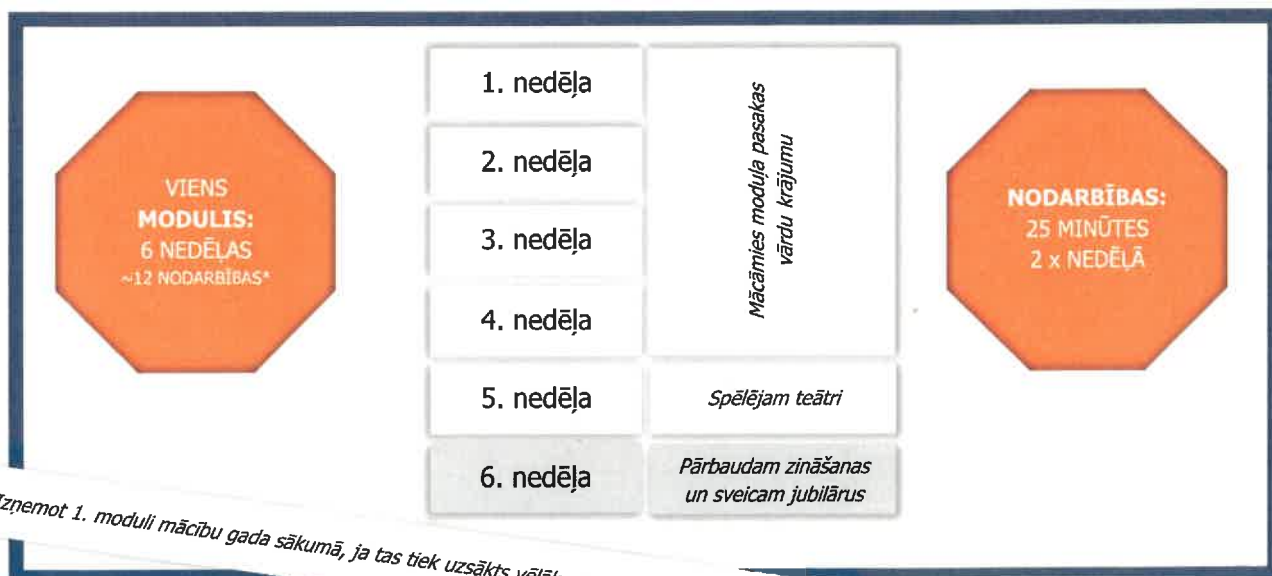 VIENS
MODULIS:
6 NEDĒĻAS
~12 NODARBĪBAS*
1. nedēļa
2. nedēļa
3. nedēļa
4. nedēļa
Mācāmies moduļa pasakas
vārdu krājumu
5. nedēļa
Spēlējam teātri
6. nedēļa
Pārbaudam zināšanas
un sveicam jubilārus
NODARBĪBAS:
25 MINŪTES
2 x NEDĒĻĀ
Izņemot 1. moduli mācību gada sākumā, ja tas tiek uzsākts